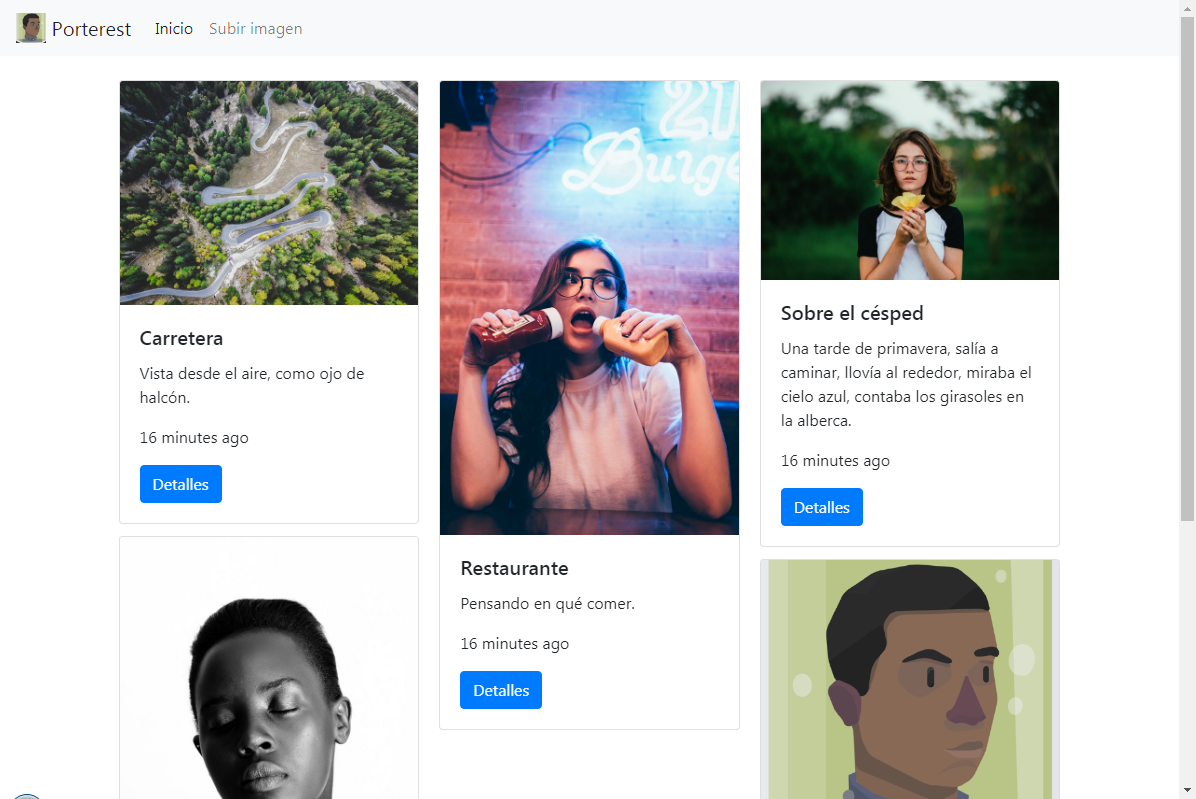 Porterest
Inicio
Subir imagen
Carretera
Vista desde el aire, como ojo de
halcón.
16 minutes ago
Detalles
21
Burge
Restaurante
Pensando en qué comer.
16 minutes ago
Detalles
Sobre el césped
Una tarde de primavera, salía a
caminar, llovía al rededor, miraba el
cielo azul, contaba los girasoles en
la alberca.
16 minutes ago
Detalles